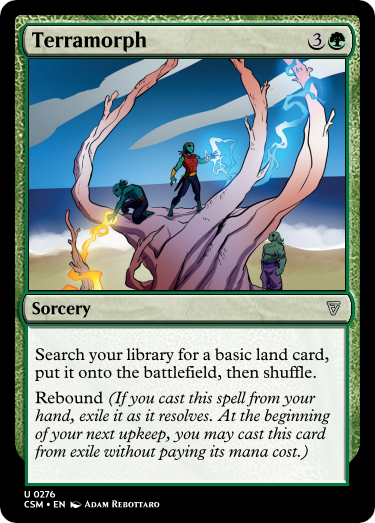 Terramorph 3
Sorcery
Search your library for a basic land card,
put it onto the battlefield, then shuffle.
Rebound (If you cast this spell from your
hand, exile it as it resolves. At the beginning
of your next upkeep, you may cast this card
from exile without paying its mana cost.)
U 0276
CSM • EN ADAM REBOTTARO